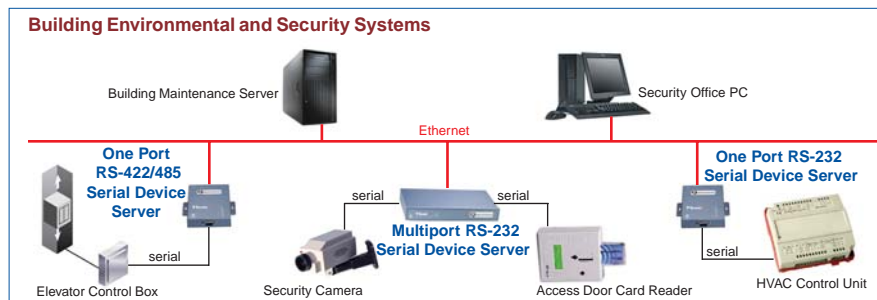 Building Environmental and Security Systems
Building Maintenance Server
Security Office PC
Ethernet
One Port
RS-422/485
Serial Device
Server
One Port RS-232
Serial Device Server
serial
serial
Multiport RS-232
Serial Device Server
serial
serial
Elevator Control Box
Security Camera
Access Door Card Reader
HVAC Control Unit